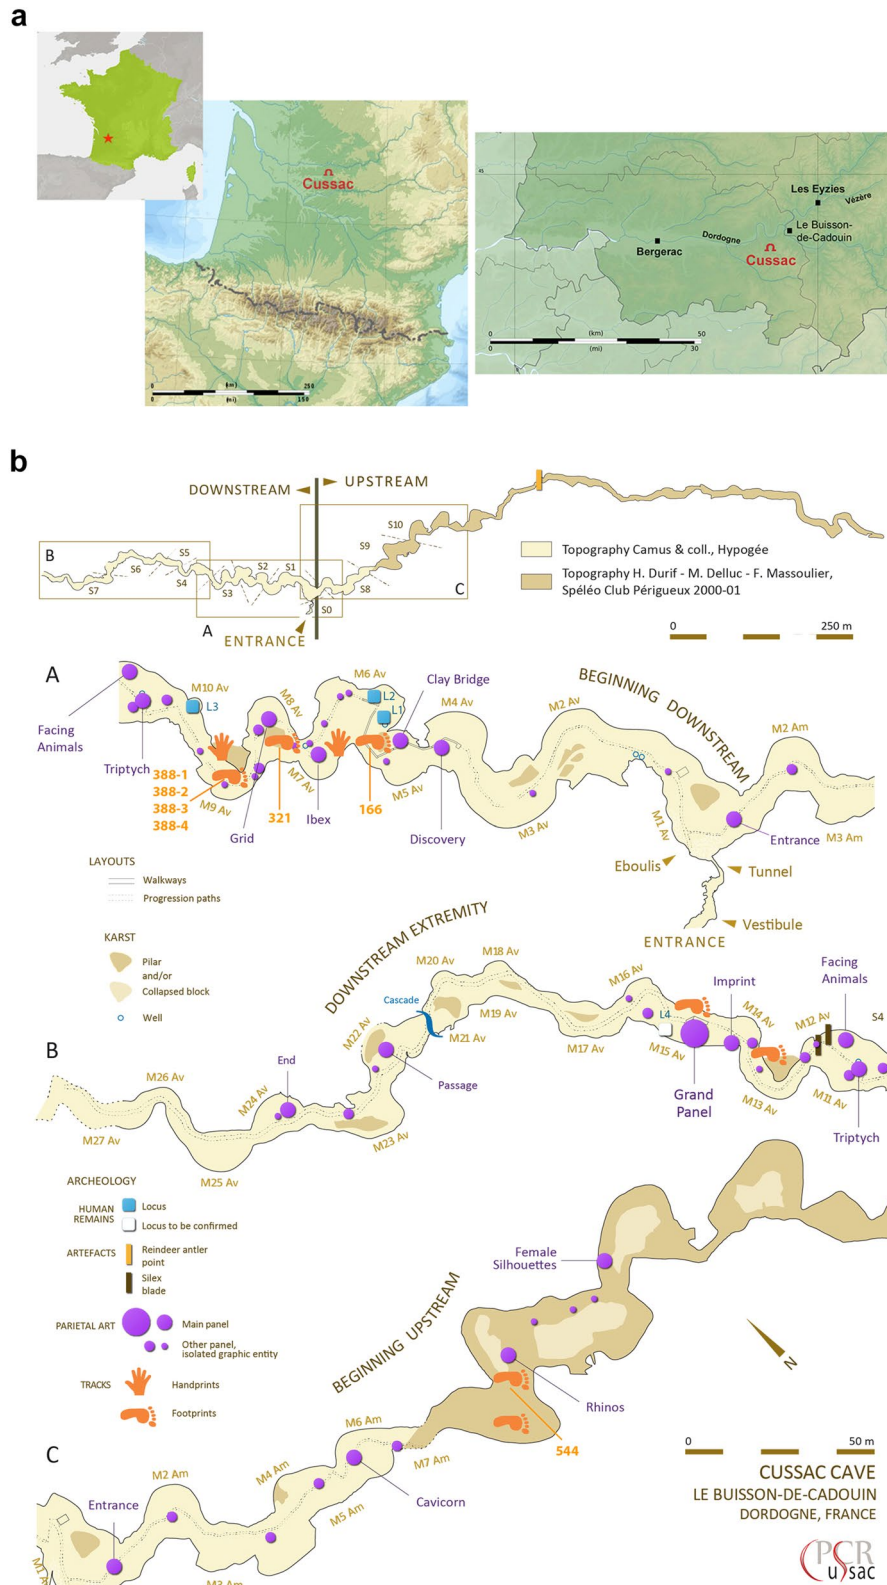 a
Cussac
0 (km) 250
0 (mi) 150
45
Les Eyzies
Vézère
Le Buisson-
de-Cadouin
Dordogne
Bergerac
Cussac
0 (km) 50
0 (mi) 30
b
DOWNSTREAM
UPSTREAM
B
S5
S6
S4
S7
S2
S1
S3
S0
S8
S9
S10
A
C
ENTRANCE
Topography Camus & coll., Hypogée
Topography H. Durif - M. Delluc - F. Massoulier,
Spéléo Club Périgueux 2000-01
0 250 m
A
BEGINNING DOWNSTREAM
M10 Av
L3
M8 Av
M6 Av
L2
L1
Clay Bridge
M4 Av
M2 Av
M2 Am
Facing
Animals
Triptych
388-1
388-2
388-3
388-4
M9 Av
Grid
M7 Av
321
Ibex
166
M5 Av
Discovery
M3 Av
M1 Av
Entrance
M3 Am
Eboulis
Tunnel
Vestibule
ENTRANCE
LAYOUTS
Walkways
Progression paths
KARST
Pilar
and/or
Collapsed block
Well
DOWNSTREAM EXTREMITY
M20 Av
M18 Av
Cascade
M22 Av
M21 Av
M19 Av
M17 Av
M16 Av
L4
M15 Av
Imprint
M14 Av
Facing
Animals
M12 Av
S4
Grand
Panel
M13 Av
M11 Av
Triptych
B
M26 Av
M27 Av
M25 Av
M24 Av
End
M23 Av
Passage
ARCHEOLOGY
HUMAN
REMAINS
Locus
Locus to be confirmed
ARTEFACTS
Reindeer antler
point
Silex
blade
PARIETAL ART
Main panel
Other panel,
isolated graphic entity
TRACKS
Handprints
Footprints
BEGINNING UPSTREAM
Female
Silhouettes
Rhinos
544
N
C
M6 Am
M7 Am
M4 Am
M5 Am
Cavicorn
M2 Am
Entrance
M1 Av
M3 Am
0 50 m
CUSSAC CAVE
LE BUISSON-DE-CADOUIN
DORDOGNE, FRANCE
PCR
Cussac